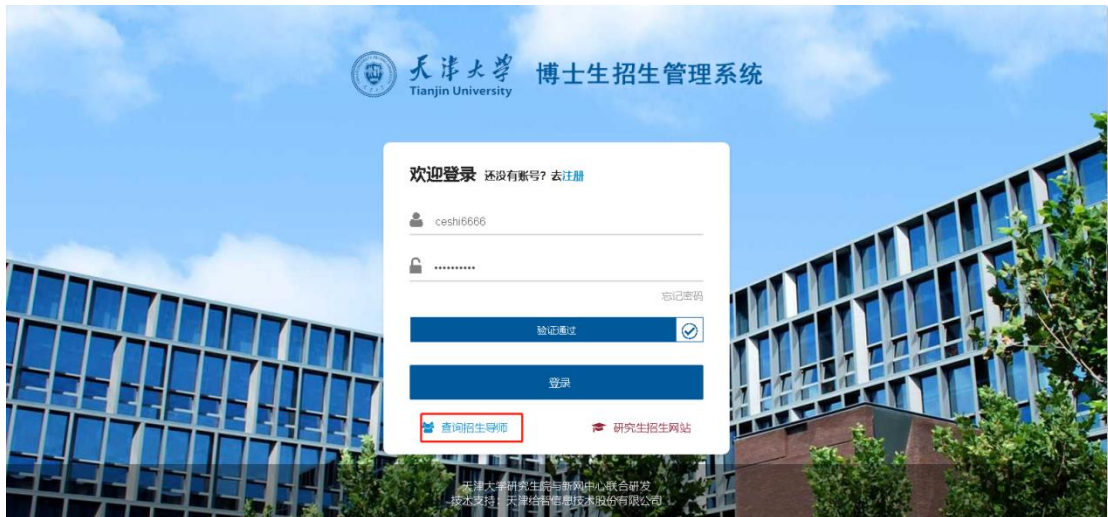 天津大学 博士生招生管理系统
Tianjin University
欢迎登录 还没有账号？去注册
ceshi6666
••••••••••
忘记密码
验证通过
登录
查询招生导师 研究生招生网站
天津大学研究生院与新网中心联合研发
技术支持：天津给智信息技术股份有限公司